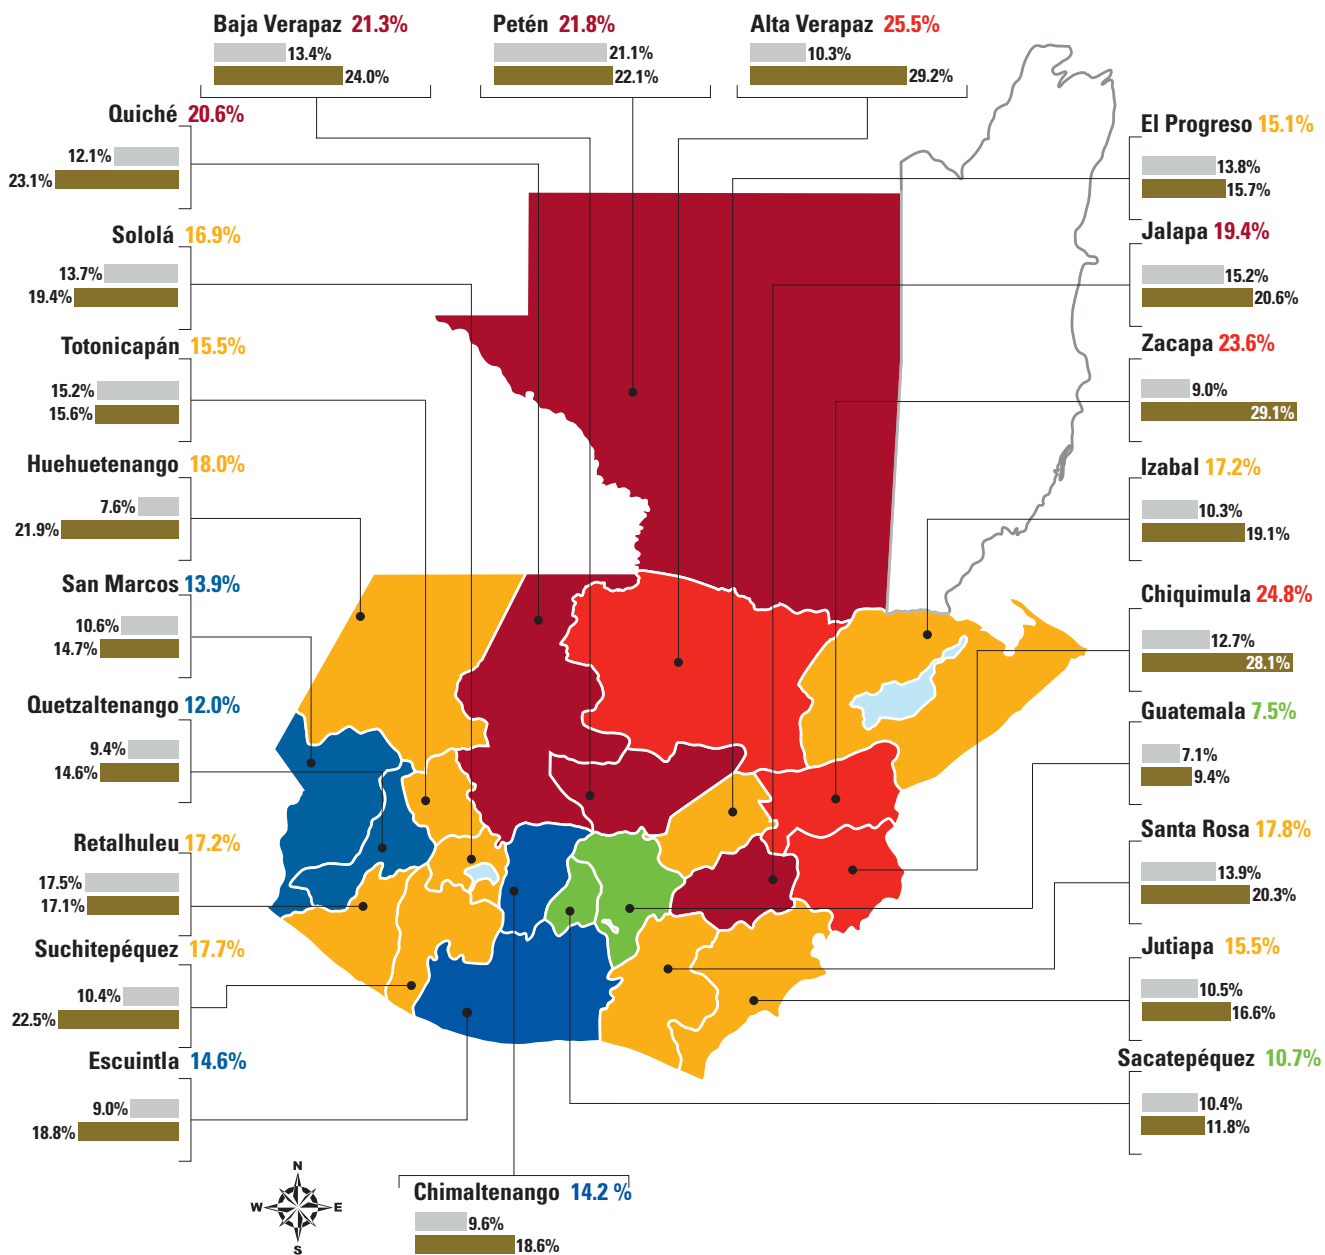 Baja Verapaz 21.3%
13.4%
24.0%
Petén 21.8%
21.1%
22.1%
Alta Verapaz 25.5%
10.3%
29.2%
Quiché 20.6%
12.1%
23.1%
Sololá 16.9%
13.7%
19.4%
Totonicapán 15.5%
15.2%
15.6%
Huehuetenango 18.0%
7.6%
21.9%
San Marcos 13.9%
10.6%
14.7%
Quetzaltenango 12.0%
9.4%
14.6%
Retalhuleu 17.2%
17.5%
17.1%
Suchitepéquez 17.7%
10.4%
22.5%
Escuintla 14.6%
9.0%
18.8%
El Progreso 15.1%
13.8%
15.7%
Jalapa 19.4%
15.2%
20.6%
Zacapa 23.6%
9.0%
29.1%
Izabal 17.2%
10.3%
19.1%
Chiquimula 24.8%
12.7%
28.1%
Guatemala 7.5%
7.1%
9.4%
Santa Rosa 17.8%
13.9%
20.3%
Jutiapa 15.5%
10.5%
16.6%
Sacatepéquez 10.7%
10.4%
11.8%
Chimaltenango 14.2 %
9.6%
18.6%
N
W E
S